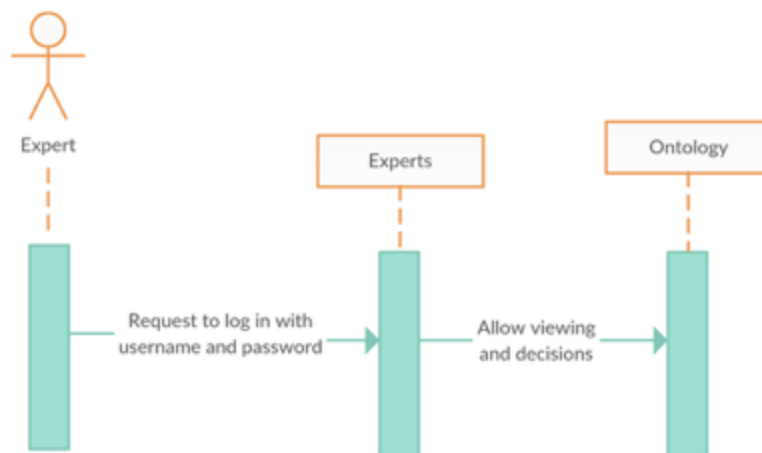 Expert
Experts
Ontology
Request to log in with
username and password
Allow viewing
and decisions